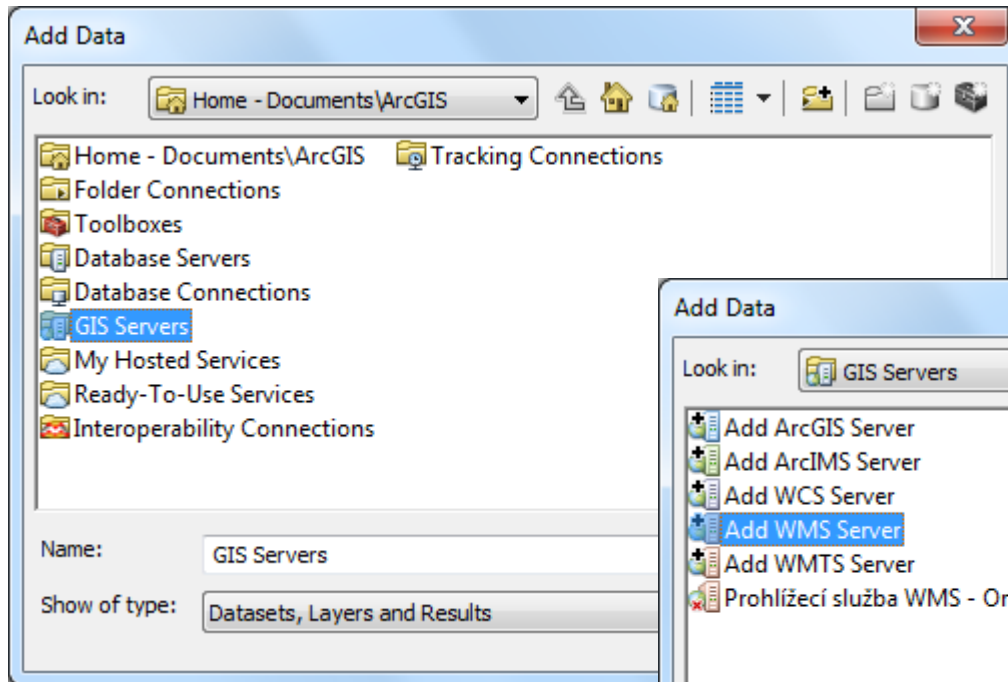 Add Data
Look in: Home - Documents\ArcGIS
Home - Documents\ArcGIS Tracking Connections
Folder Connections
Toolboxes
Database Servers
Database Connections
GIS Servers
My Hosted Services
Ready-To-Use Services
Interoperability Connections
Name: GIS Servers
Show of type: Datasets, Layers and Results
Add Data
Look in: GIS Servers
Add ArcGIS Server
Add ArcIMS Server
Add WCS Server
Add WMS Server
Add WMTS Server
Prohlížecí služba WMS - Or